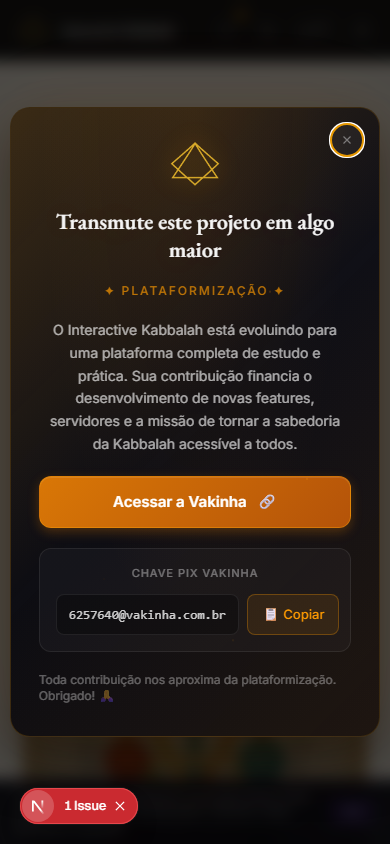 Transmute este projeto em algo
maior
✦ PLATAFORMIZAÇÃO ✦
O Interactive Kabbalah está evoluindo para
uma plataforma completa de estudo e
prática. Sua contribuição financia o
desenvolvimento de novas features,
servidores e a missão de tornar a sabedoria
da Kabbalah acessível a todos.
Acessar a Vakinha 🔗
CHAVE PIX VAKINHA
6257640@vakinha.com.br
📋 Copiar
Toda contribuição nos aproxima da plataformização.
Obrigado! 🙏
N 1 Issue ×